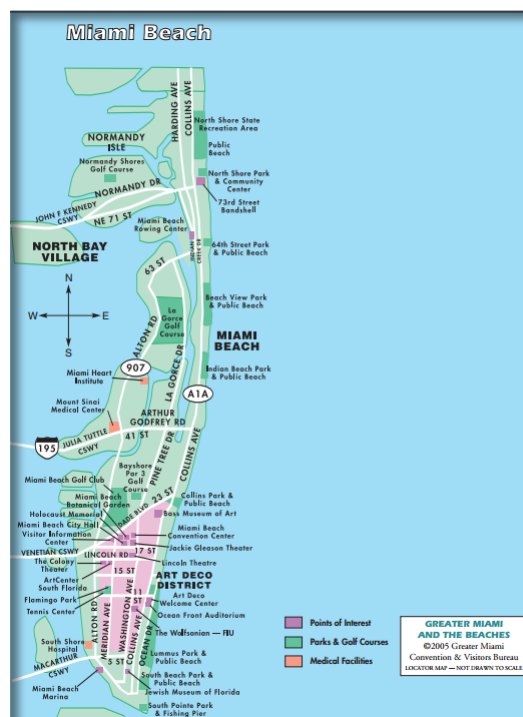 Miami Beach
HARDING AVE
COLLINS AVE
North Shore State
Recreation Area
NORMANDY
ISLE
Public
Beach
Normandy Shores
Golf Course
North Shore Park
& Community
Center
NORMANDY DR
73rd Street
Bandshell
JOHN F KENNEDY
CSWY
NE 71 ST
Miami Beach
Rowing Center
INDIAN
CREEK DR
64th Street Park
& Public Beach
NORTH BAY
VILLAGE
63 ST
N
W
E
S
Beach View Park
& Public Beach
La
Gorce
Golf
Course
ALTON RD
LA GORCE DR
MIAMI
BEACH
907
Miami Heart
Institute
Indian Beach Park
& Public Beach
A1A
Mount Sinai
Medical Center
ARTHUR
GODFREY RD
195
JULIA TUTTLE
CSWY
41 ST
PINE TREE DR
COLLINS AVE
Bayshore
Par 3
Golf
Course
Miami Beach Golf Club
23 ST
Miami Beach
Botanical Garden
DADE BLVD
Collins Park &
Public Beach
Holocaust Memorial
Bass Museum of Art
Miami Beach City Hall
Visitor Information
Center
Miami Beach
Convention Center
VENETIAN CSWY
17 ST
Jackie Gleason Theater
LINCOLN RD
Lincoln Theatre
The Colony
Theater
15 ST
ArtCenter
South Florida
ART DECO
DISTRICT
Flamingo Park
Tennis Center
11
ST
Art Deco
Welcome Center
Ocean Front Auditorium
ALTON RD
MERIDIAN AVE
WASHINGTON AVE
COLLINS AVE
OCEAN DR
The Wolfsonian — FIU
South Shore
Hospital
MACARTHUR
CSWY
5 ST
Lummus Park &
Public Beach
South Beach Park &
Public Beach
Miami Beach
Marina
Jewish Museum of Florida
South Pointe Park
& Fishing Pier
Points of Interest
Parks & Golf Courses
Medical Facilities
GREATER MIAMI
AND THE BEACHES
©2005 Greater Miami
Convention & Visitors Bureau
LOCATOR MAP — NOT DRAWN TO SCALE